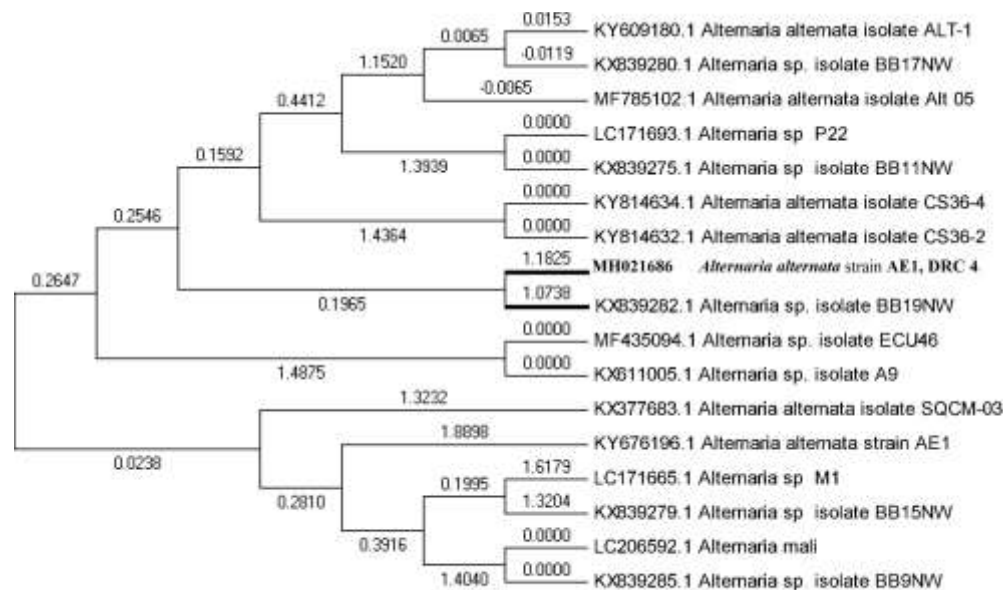 0.0153
KY609180.1 Alternaria alternata isolate ALT-1
0.0065
-0.0119
KX839280.1 Alternaria sp. isolate BB17NW
1.1520
-0.0065
MF785102.1 Alternaria alternata isolate Alt 05
0.4412
0.0000
LC171693.1 Alternaria sp P22
0.0000
1.3939
KX839275.1 Alternaria sp isolate BB11NW
0.1592
0.0000
KY814634.1 Alternaria alternata isolate CS36-4
0.0000
1.4364
KY814632.1 Alternaria alternata isolate CS36-2
0.2546
1.1825
MH021686 Alternaria alternata strain AE1, DRC 4
0.2647
1.0738
0.1965
KX839282.1 Alternaria sp. isolate BB19NW
0.0000
MF435094.1 Alternaria sp. isolate ECU46
0.0000
1.4875
KX611005.1 Alternaria sp. isolate A9
1.3232
KX377683.1 Alternaria alternata isolate SQCM-03
1.8898
KY676196.1 Alternaria alternata strain AE1
0.0238
1.6179
LC171665.1 Alternaria sp M1
0.1995
0.2810
1.3204
KX839279.1 Alternaria sp isolate BB15NW
0.3916
0.0000
LC206592.1 Alternaria mali
0.0000
1.4040
KX839285.1 Alternaria sp. isolate BB9NW